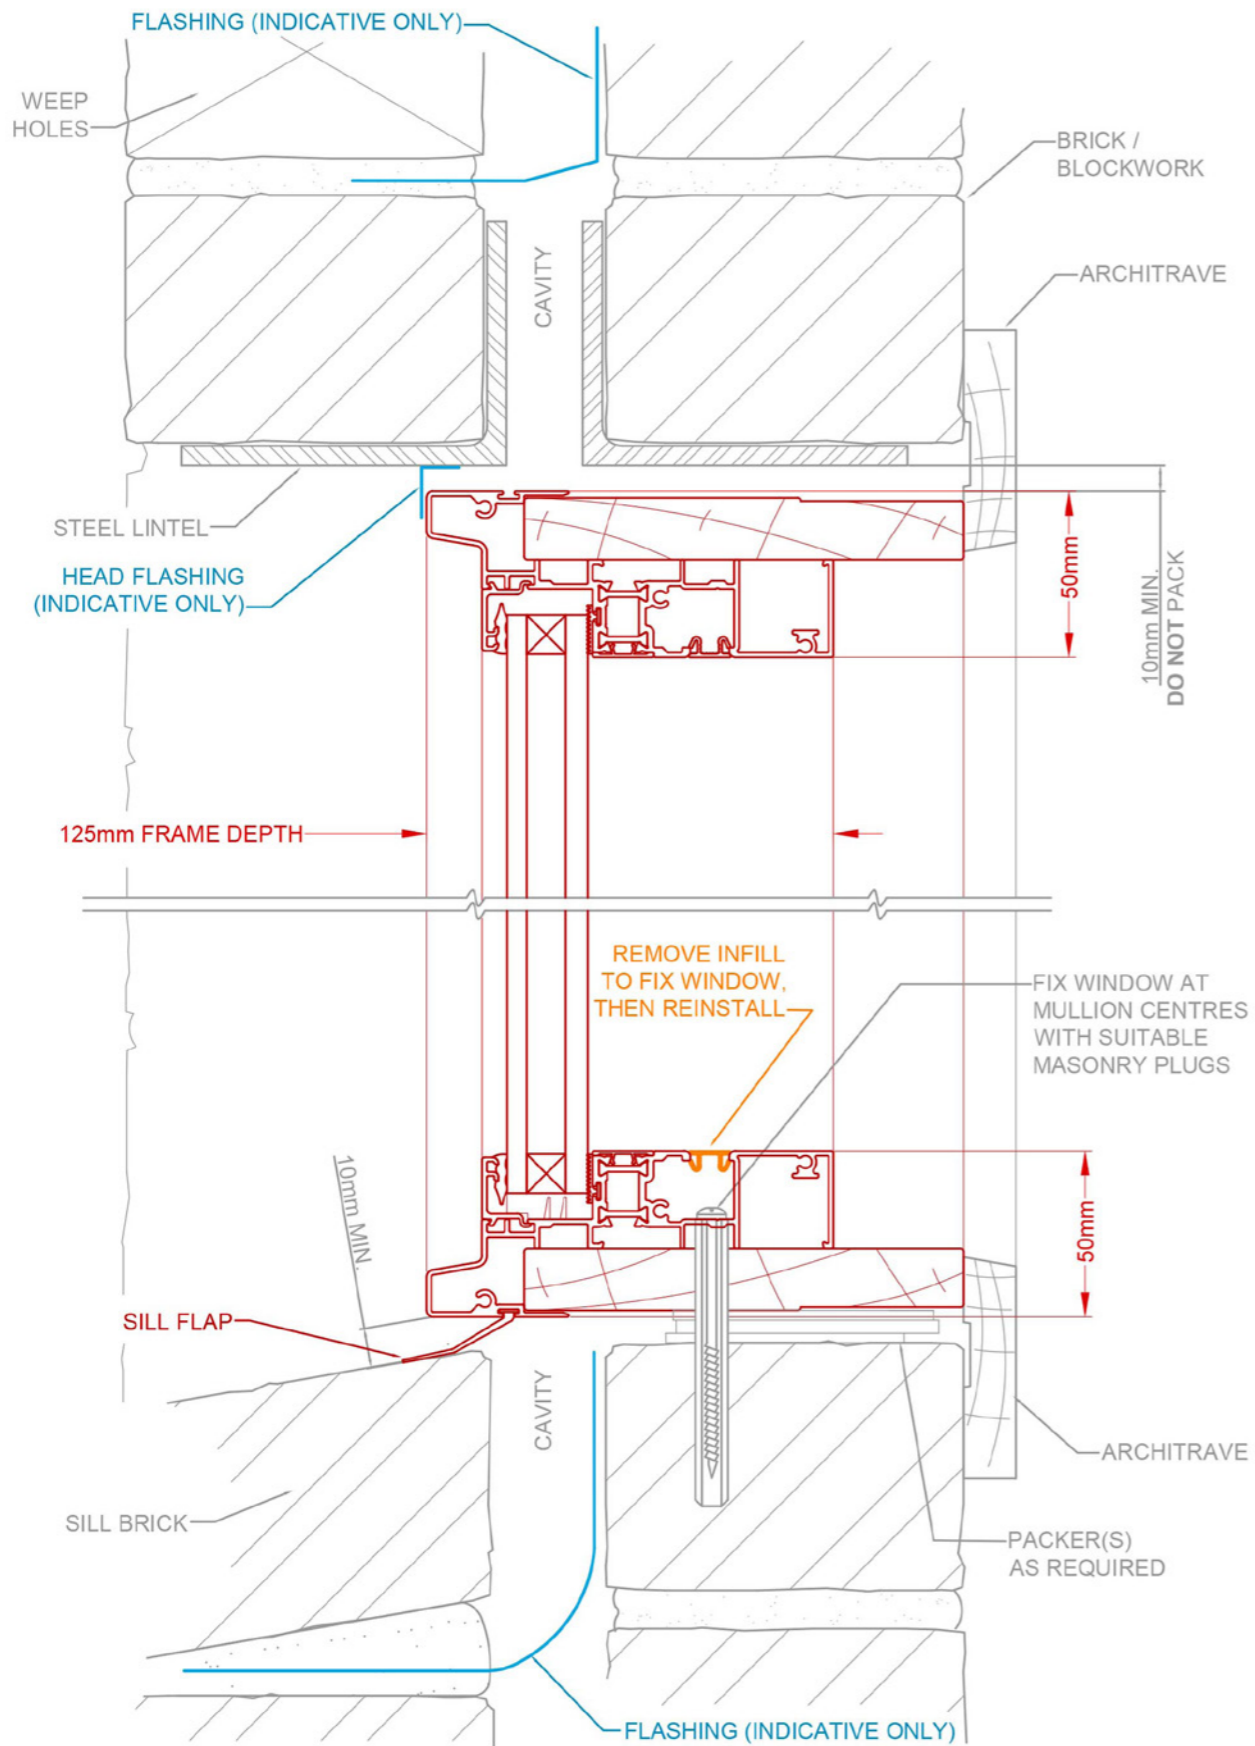 FLASHING (INDICATIVE ONLY)
WEEP
HOLES
BRICK /
BLOCKWORK
CAVITY
ARCHITRAVE
STEEL LINTEL
HEAD FLASHING
(INDICATIVE ONLY)
50mm
10mm MIN.
DO NOT PACK
125mm FRAME DEPTH
REMOVE INFILL
TO FIX WINDOW,
THEN REINSTALL
FIX WINDOW AT
MULLION CENTRES
WITH SUITABLE
MASONRY PLUGS
10mm MIN.
50mm
SILL FLAP
CAVITY
ARCHITRAVE
SILL BRICK
PACKER(S)
AS REQUIRED
FLASHING (INDICATIVE ONLY)